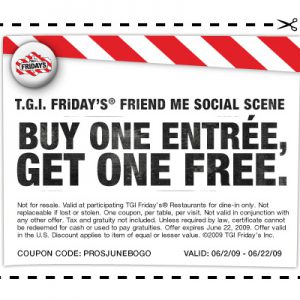 FRIDAY'S
T.G.I. FRiDAY'S® FRIEND ME SOCIAL SCENE
BUY ONE ENTRÉE,
GET ONE FREE.
Not for resale. Valid at participating TGI Friday's® Restaurants for dine-in only. Not
replaceable if lost or stolen. One coupon, per table, per visit. Not valid in conjunction with
any other offer. Tax and gratuity not included. Unless required by law, certificate cannot
be redeemed for cash or used to pay gratuities. Offer expires June 22, 2009. Offer valid
in the U.S. Discount applies to item of equal or lesser value. ©2009 TGI Friday's Inc.
COUPON CODE: PROSJUNEBOGO
VALID: 06/2/09 - 06/22/09